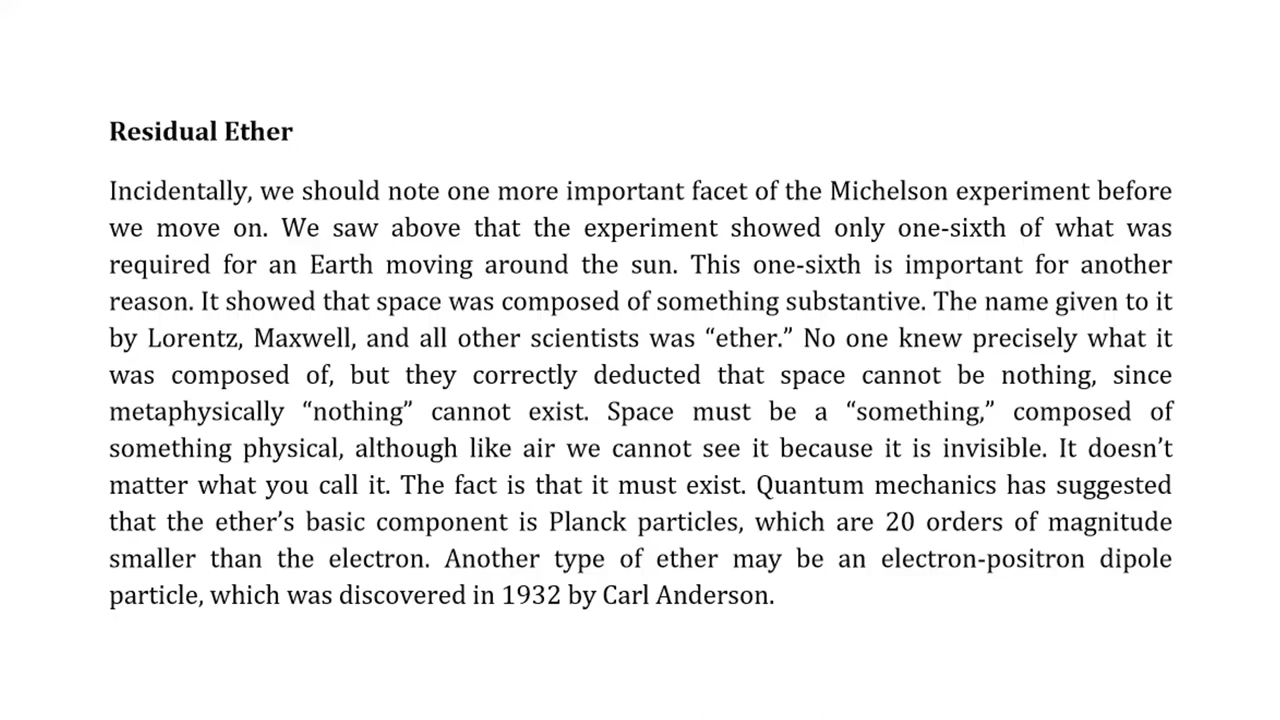 Residual Ether
Incidentally, we should note one more important facet of the Michelson experiment before
we move on. We saw above that the experiment showed only one-sixth of what was
required for an Earth moving around the sun. This one-sixth is important for another
reason. It showed that space was composed of something substantive. The name given to it
by Lorentz, Maxwell, and all other scientists was “ether.” No one knew precisely what it
was composed of, but they correctly deducted that space cannot be nothing, since
metaphysically “nothing” cannot exist. Space must be a “something,” composed of
something physical, although like air we cannot see it because it is invisible. It doesn’t
matter what you call it. The fact is that it must exist. Quantum mechanics has suggested
that the ether’s basic component is Planck particles, which are 20 orders of magnitude
smaller than the electron. Another type of ether may be an electron-positron dipole
particle, which was discovered in 1932 by Carl Anderson.